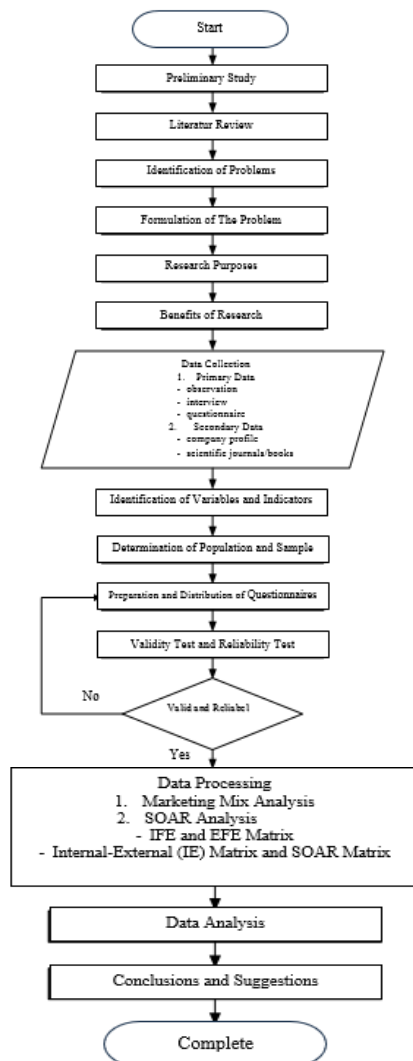 Start
Preliminary Study
Literatur Review
Identification of Problems
Formulation of The Problem
Research Purposes
Benefits of Research
Data Collection
1. Primary Data
- observation
- interview
- questionnaire
2. Secondary Data
- company profile
- scientific journals/books
Identification of Variables and Indicators
Determination of Population and Sample
Preparation and Distribution of Questionnaires
Validity Test and Reliability Test
No
Valid and Reliabel
Yes
Data Processing
1. Marketing Mix Analysis
2. SOAR Analysis
- IFE and EFE Matrix
- Internal-External (IE) Matrix and SOAR Matrix
Data Analysis
Conclusions and Suggestions
Complete